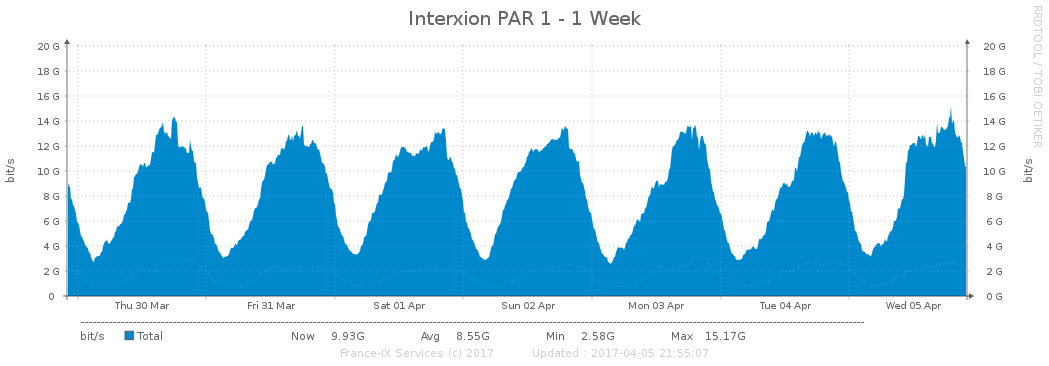 Interxion PAR 1 - 1 Week
RRDTOOL / TOBI OETIKER
20 G 20 G
18 G 18 G
16 G 16 G
14 G 14 G
12 G 12 G
10 G 10 G
8 G 8 G
6 G 6 G
4 G 4 G
2 G 2 G
0 0 G
bit/s bit/s
Thu 30 Mar Fri 31 Mar Sat 01 Apr Sun 02 Apr Mon 03 Apr Tue 04 Apr Wed 05 Apr
bit/s Total Now 9.93G Avg 8.55G Min 2.58G Max 15.17G
France-IX Services (c) 2017 Updated : 2017-04-05 21:55:07